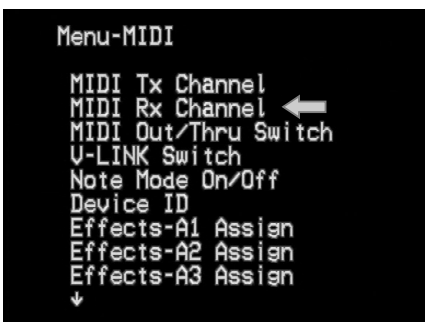 Menu-MIDI
MIDI Tx Channel
MIDI Rx Channel
MIDI Out/Thru Switch
V-LINK Switch
Note Mode On/Off
Device ID
Effects-A1 Assign
Effects-A2 Assign
Effects-A3 Assign